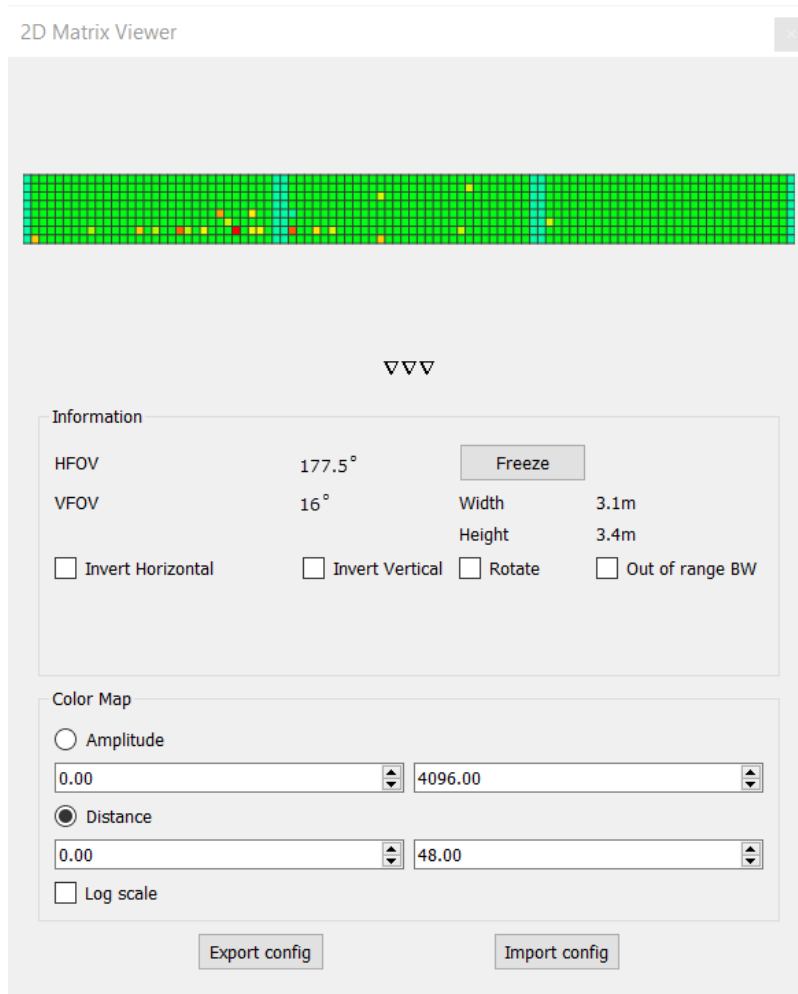 2D Matrix Viewer
Information
HFOV 177.5° Freeze
VFOV 16° Width 3.1m
Height 3.4m
Invert Horizontal Invert Vertical Rotate Out of range BW
Color Map
Amplitude
0.00 4096.00
Distance
0.00 48.00
Log scale
Export config Import config